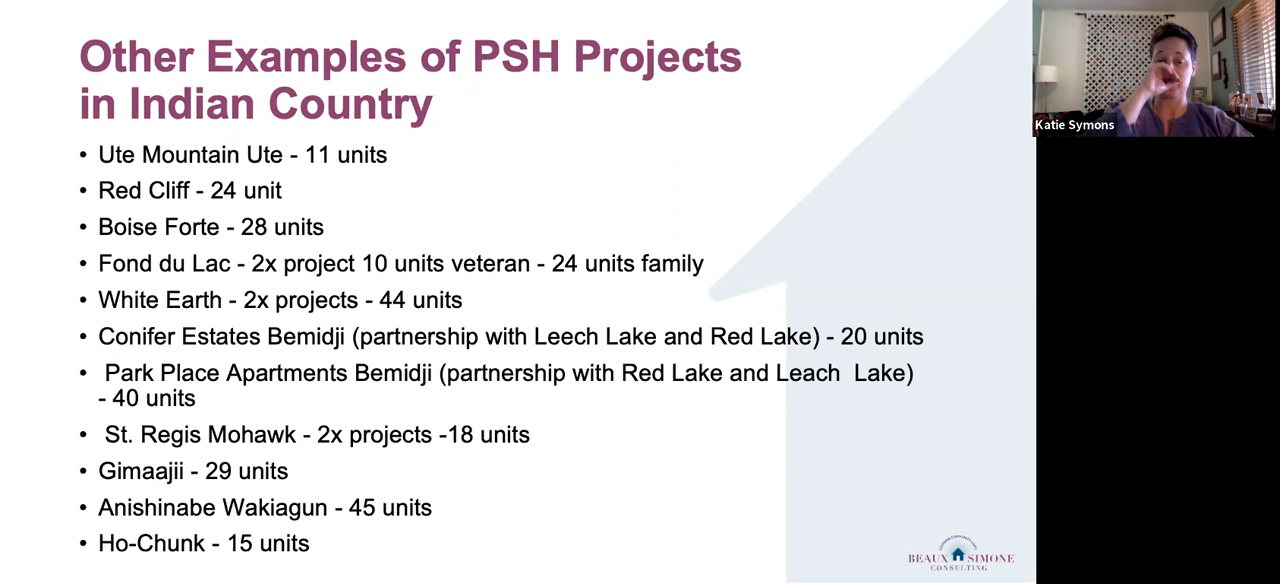 Other Examples of PSH Projects
in Indian Country
• Ute Mountain Ute - 11 units
• Red Cliff - 24 unit
• Boise Forte - 28 units
• Fond du Lac - 2x project 10 units veteran - 24 units family
• White Earth - 2x projects - 44 units
• Conifer Estates Bemidji (partnership with Leech Lake and Red Lake) - 20 units
• Park Place Apartments Bemidji (partnership with Red Lake and Leach Lake)
- 40 units
• St. Regis Mohawk - 2x projects -18 units
• Gimaajii - 29 units
• Anishinabe Wakiagun - 45 units
• Ho-Chunk - 15 units
Katie Symons
BEAUX SIMONE
CONSULTING